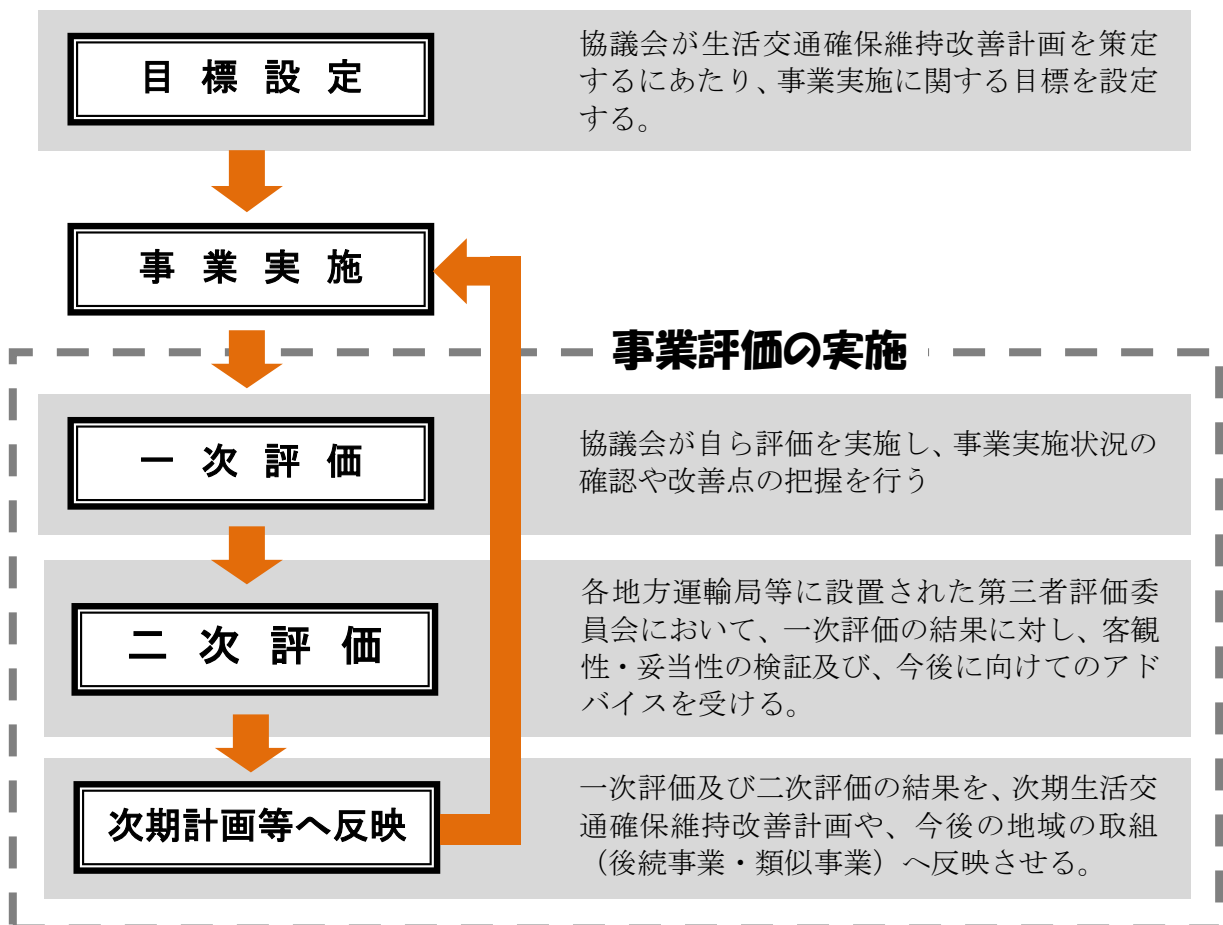 目標設定
協議会が生活交通確保維持改善計画を策定
するにあたり、事業実施に関する目標を設定
する。
事業実施
事業評価の実施
一次評価
協議会が自ら評価を実施し、事業実施状況の
確認や改善点の把握を行う
二次評価
各地方運輸局等に設置された第三者評価委
員会において、一次評価の結果に対し、客観
性・妥当性の検証及び、今後に向けてのアド
バイスを受ける。
次期計画等へ反映
一次評価及び二次評価の結果を、次期生活交
通確保維持改善計画や、今後の地域の取組
（後続事業・類似事業）へ反映させる。